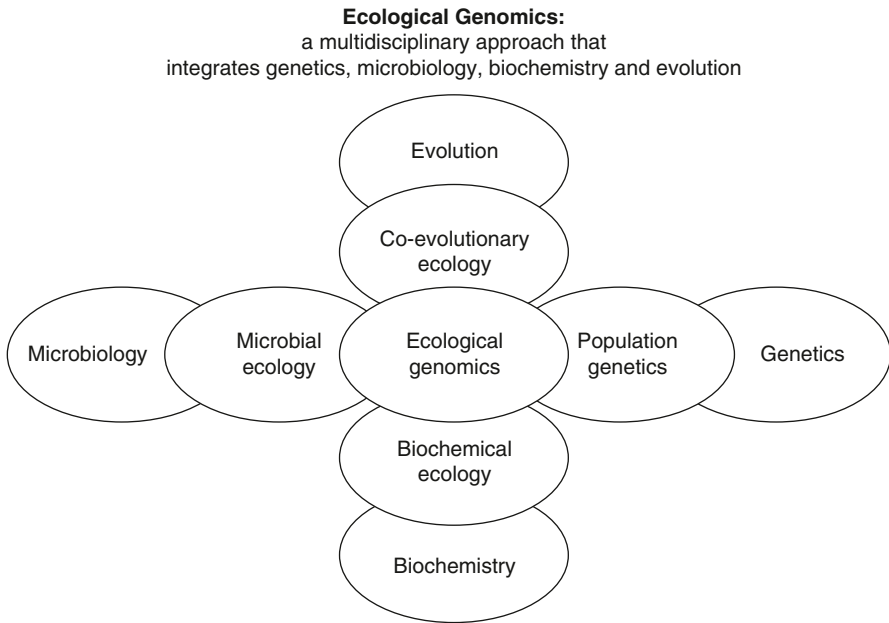 Ecological Genomics:
a multidisciplinary approach that
integrates genetics, microbiology, biochemistry and evolution
Evolution
Co-evolutionary
ecology
Microbiology
Microbial
ecology
Ecological
genomics
Population
genetics
Genetics
Biochemical
ecology
Biochemistry